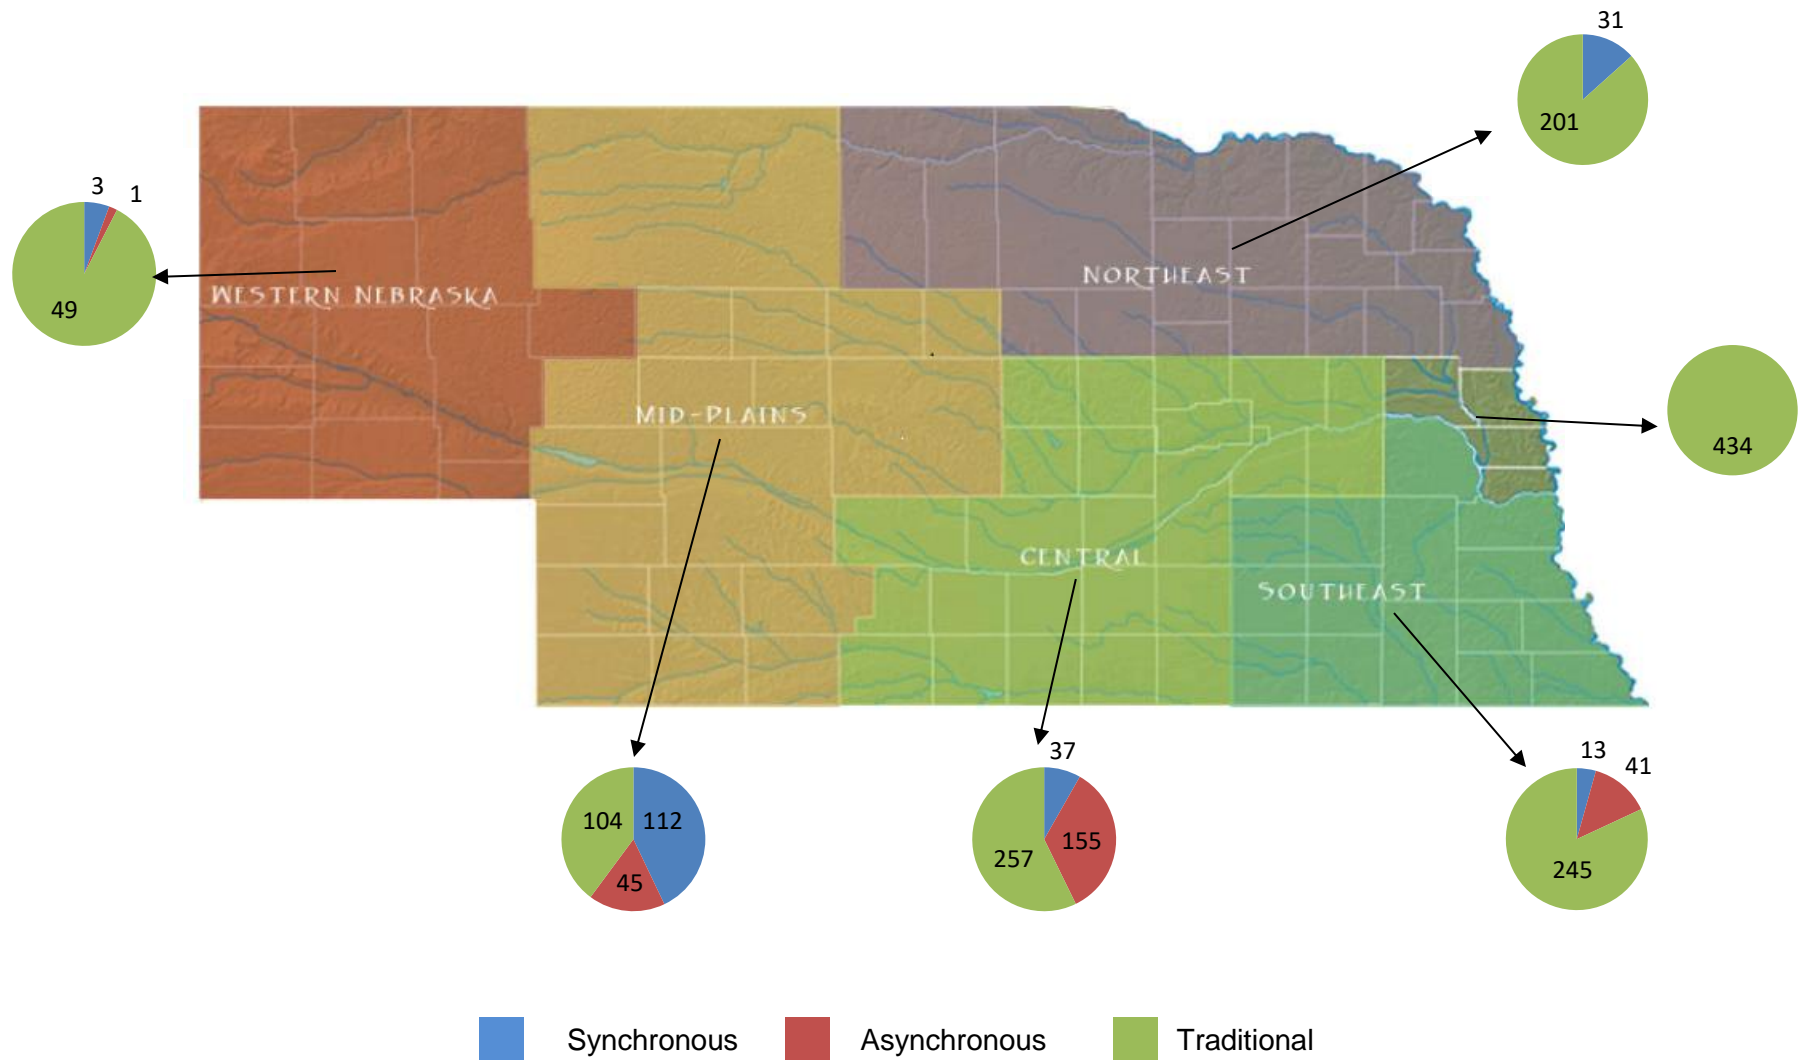 31
201
3
1
49
WESTERN NEBRASKA
NORTHEAST
MID-PLAINS
434
CENTRAL
SOUTHEAST
37
13
41
104
112
45
257
155
245
Synchronous
Asynchronous
Traditional